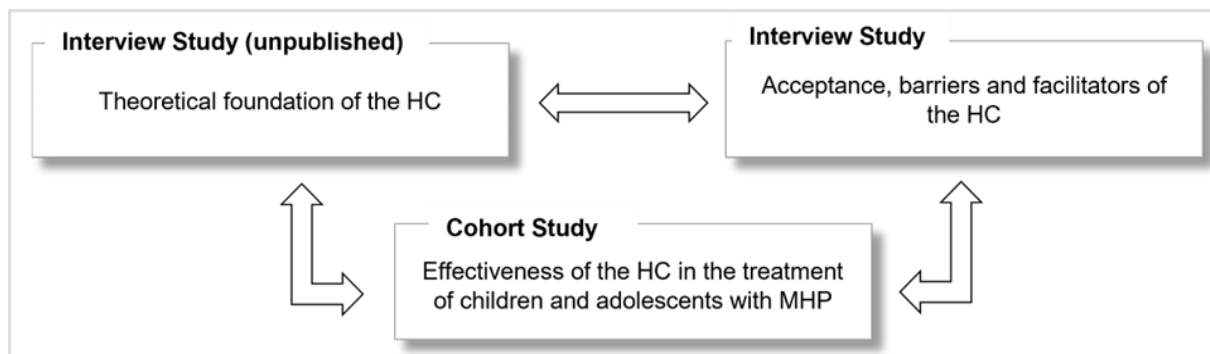 Interview Study (unpublished)
Theoretical foundation of the HC
Interview Study
Acceptance, barriers and facilitators of
the HC
Cohort Study
Effectiveness of the HC in the treatment
of children and adolescents with MHP